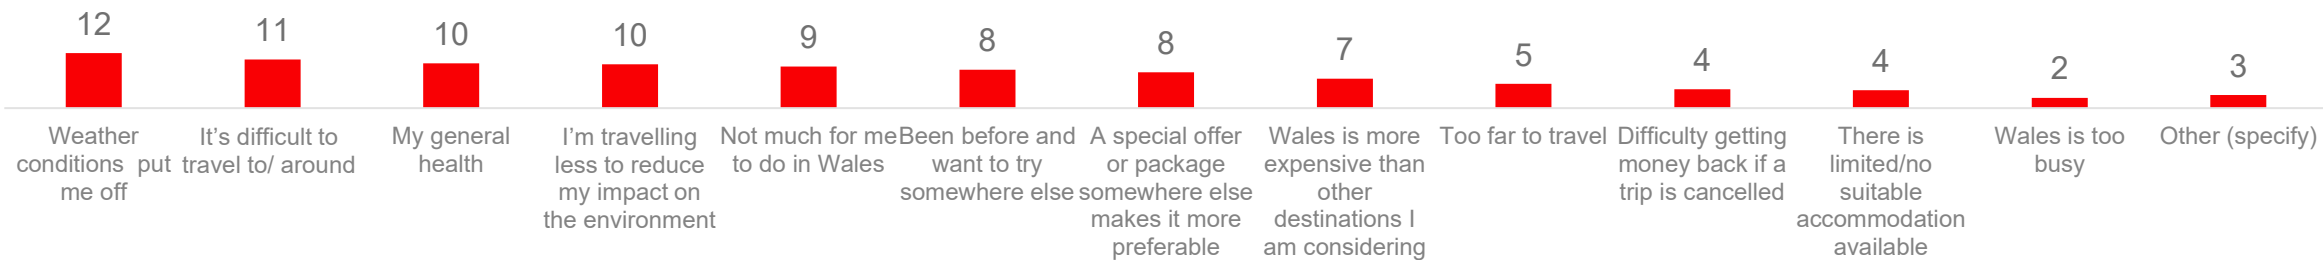 12
11
10
10
9
8
8
7
5
4
4
2
3
Weather
conditions  put
me off
It’s difficult to
travel to/ around
My general
health
I’m travelling
less to reduce
my impact on
the environment
Not much for me
to do in Wales
Been before and
want to try
somewhere else
A special offer
or package
somewhere else
makes it more
preferable
Wales is more
expensive than
other
destinations I
am considering
Too far to travel
Difficulty getting
money back if a
trip is cancelled
There is
limited/no
suitable
accommodation
available
Wales is too
busy
Other (specify)